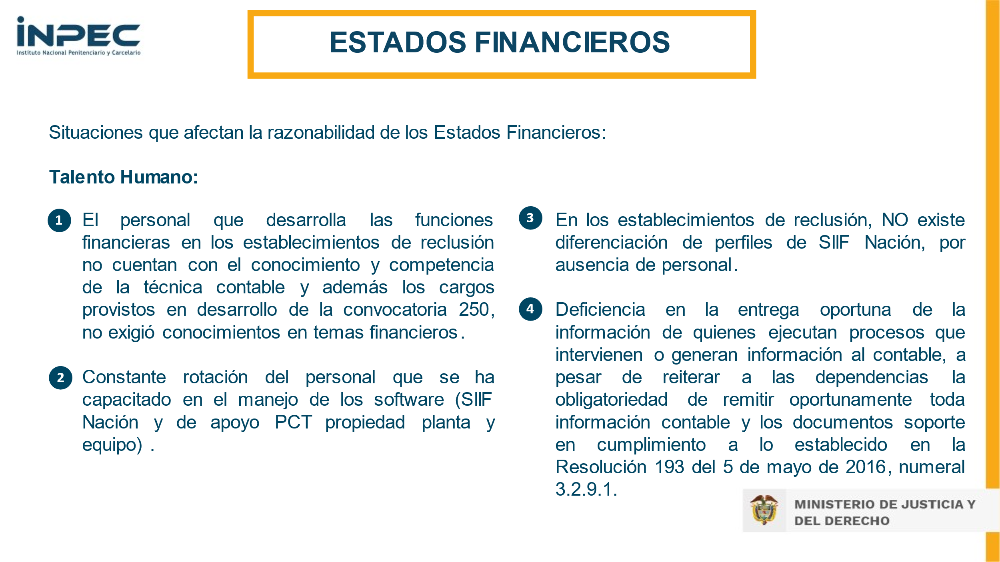 iNPEC
Instituto Nacional Penitenciario y Carcelario
ESTADOS FINANCIEROS
Situaciones que afectan la razonabilidad de los Estados Financieros:
Talento Humano:
1
El personal que desarrolla las funciones
financieras en los establecimientos de reclusión
no cuentan con el conocimiento y competencia
de la técnica contable y además los cargos
provistos en desarrollo de la convocatoria 250,
no exigió conocimientos en temas financieros.
2
Constante rotación del personal que se ha
capacitado en el manejo de los software (SIIF
Nación y de apoyo PCT propiedad planta y
equipo) .
3
En los establecimientos de reclusión, NO existe
diferenciación de perfiles de SIIF Nación, por
ausencia de personal.
4
Deficiencia en la entrega oportuna de la
información de quienes ejecutan procesos que
intervienen o generan información al contable, a
pesar de reiterar a las dependencias la
obligatoriedad de remitir oportunamente toda
información contable y los documentos soporte
en cumplimiento a lo establecido en la
Resolución 193 del 5 de mayo de 2016, numeral
3.2.9.1.
MINISTERIO DE JUSTICIA Y
DEL DERECHO